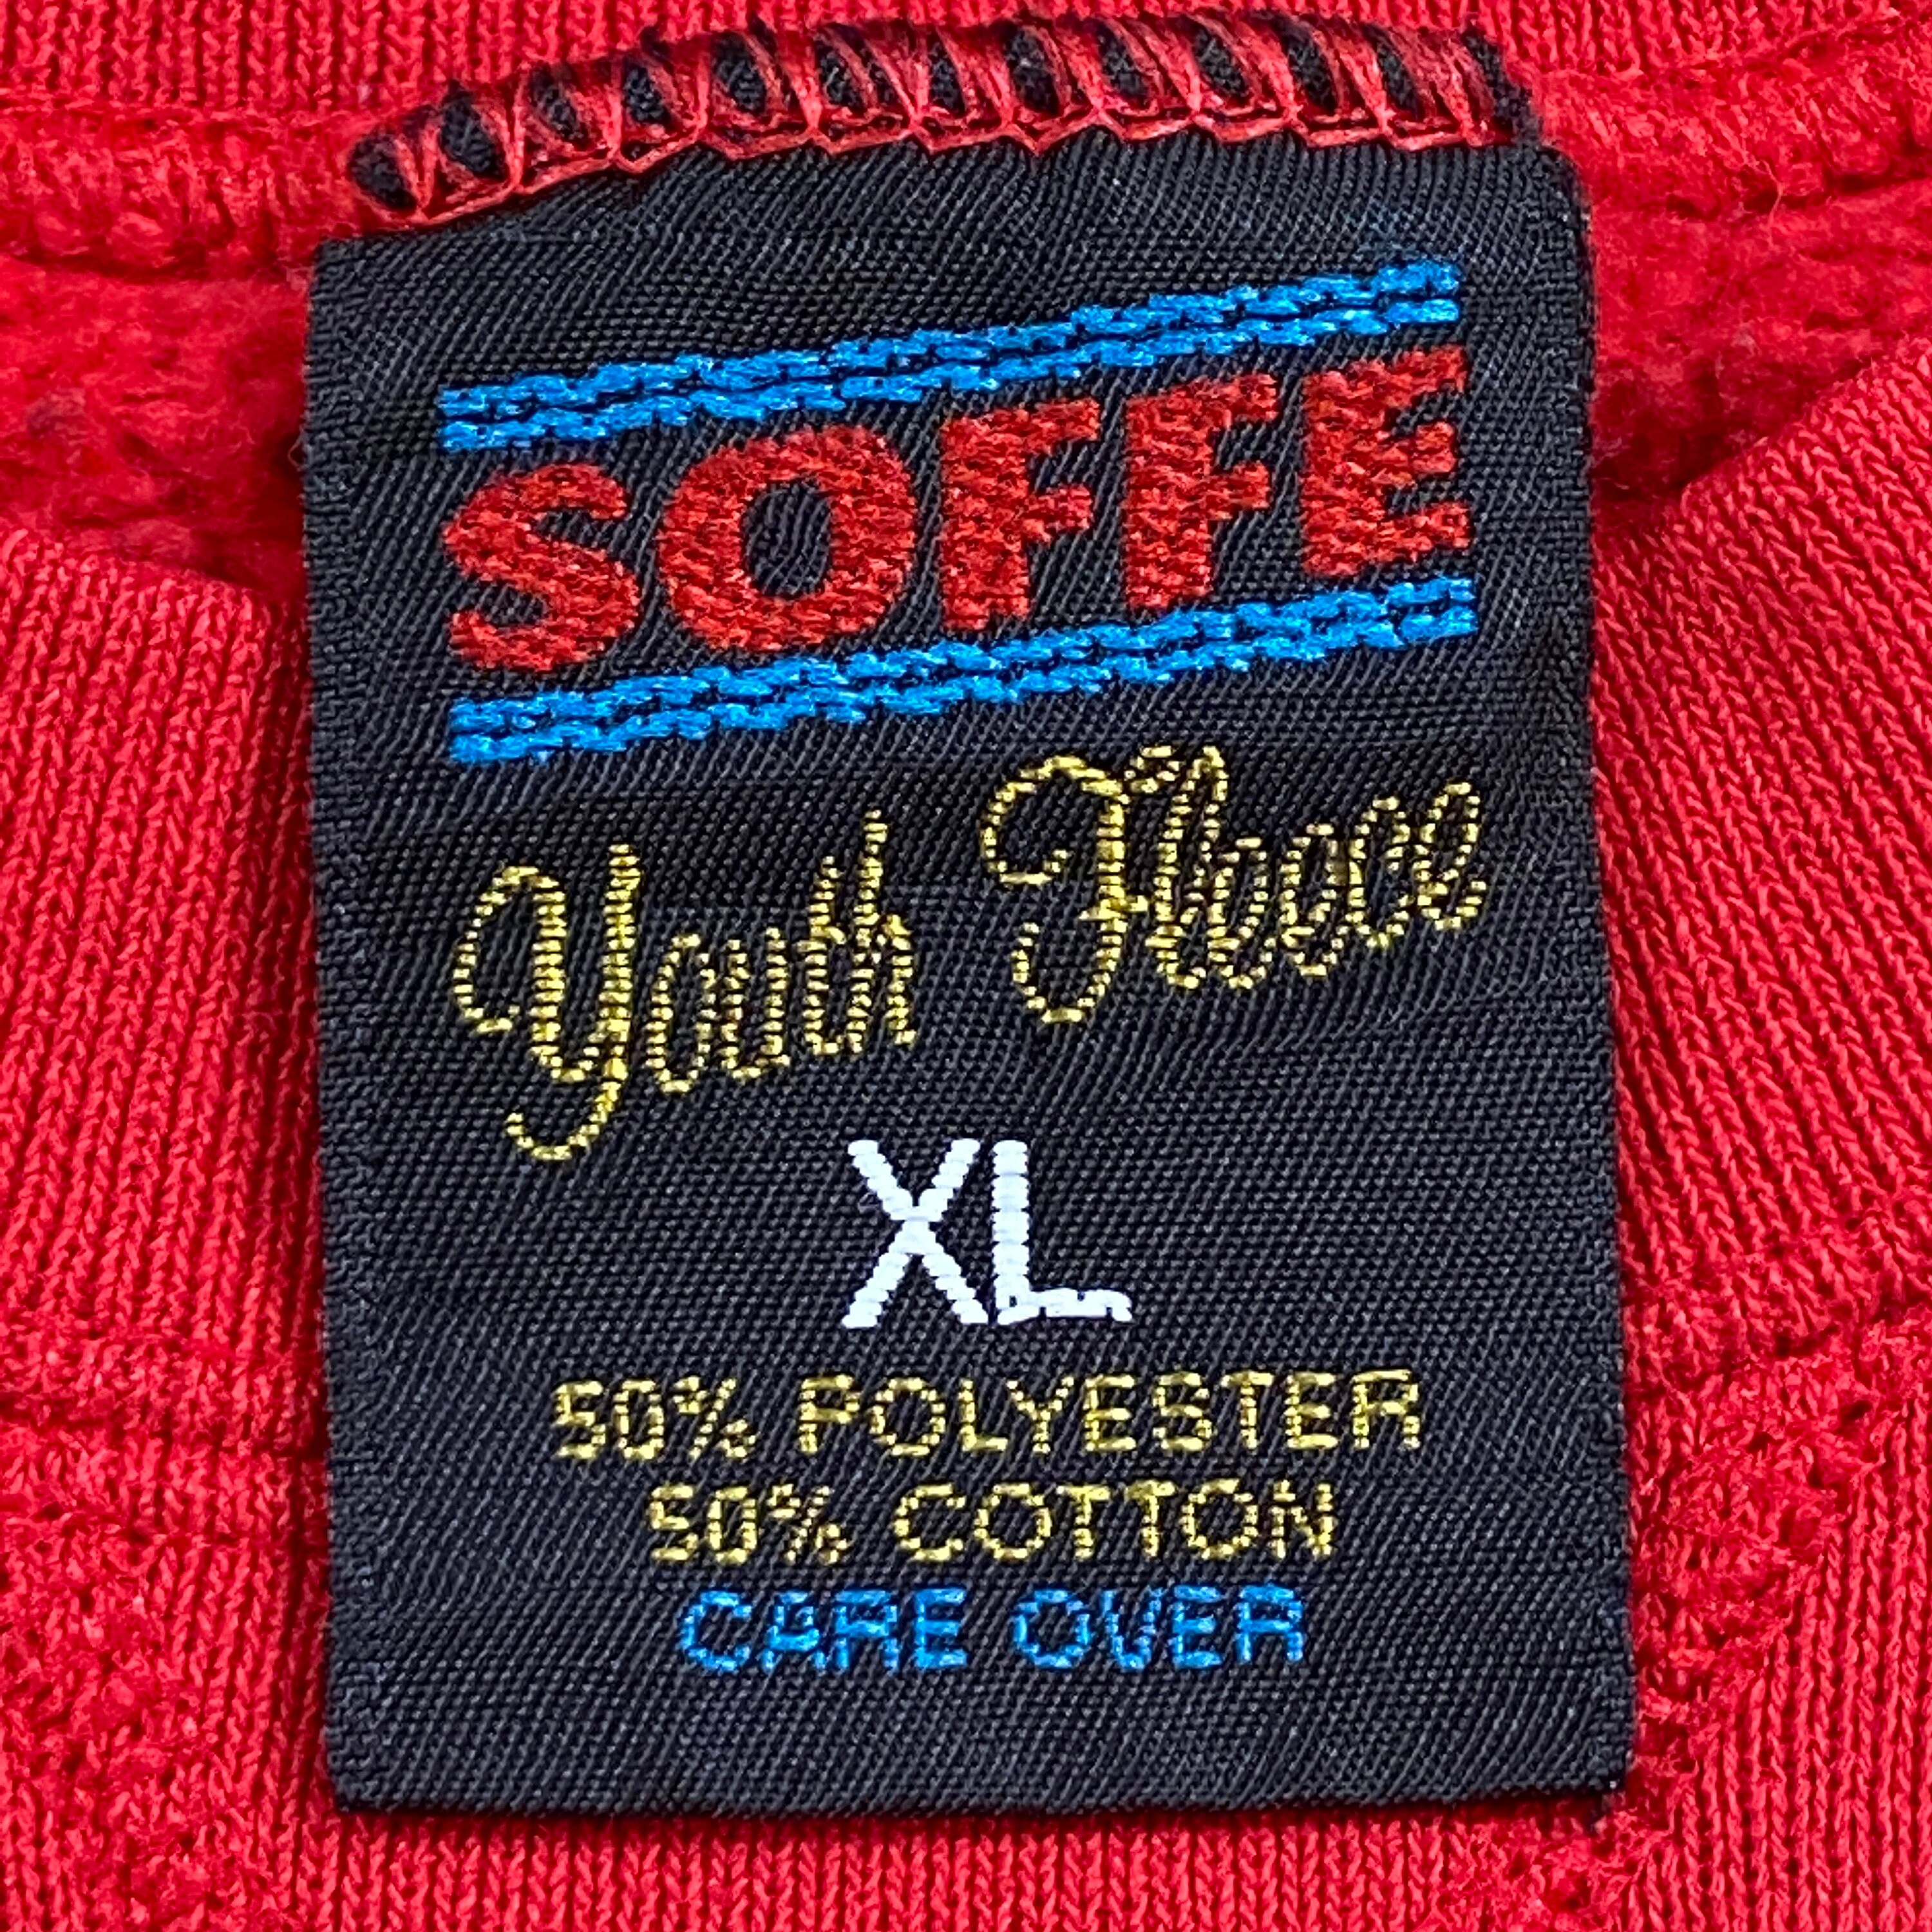 SOFFE
Youth Fleece
XL
50% POLYESTER
50% COTTON
CARE OVER